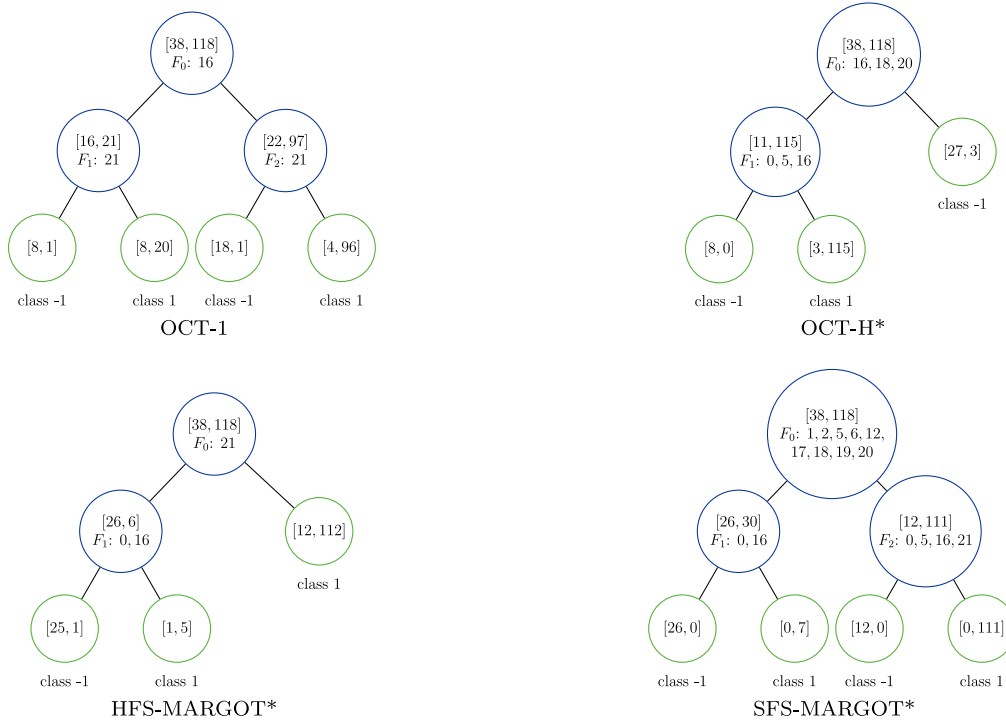 [38, 118]
F₀: 16
[16, 21]
F₁: 21
[22, 97]
F₂: 21
[8, 1]
[8, 20]
[18, 1]
[4, 96]
class -1
class 1
class -1
class 1
OCT-1
[38, 118]
F₀: 16, 18, 20
[11, 115]
F₁: 0, 5, 16
[27, 3]
class -1
[8, 0]
[3, 115]
class -1
class 1
OCT-H*
[38, 118]
F₀: 21
[26, 6]
F₁: 0, 16
[12, 112]
class 1
[25, 1]
[1, 5]
class -1
class 1
HFS-MARGOT*
[38, 118]
F₀: 1, 2, 5, 6, 12,
17, 18, 19, 20
[26, 30]
F₁: 0, 16
[12, 111]
F₂: 0, 5, 16, 21
[26, 0]
[0, 7]
[12, 0]
[0, 111]
class -1
class 1
class -1
class 1
SFS-MARGOT*